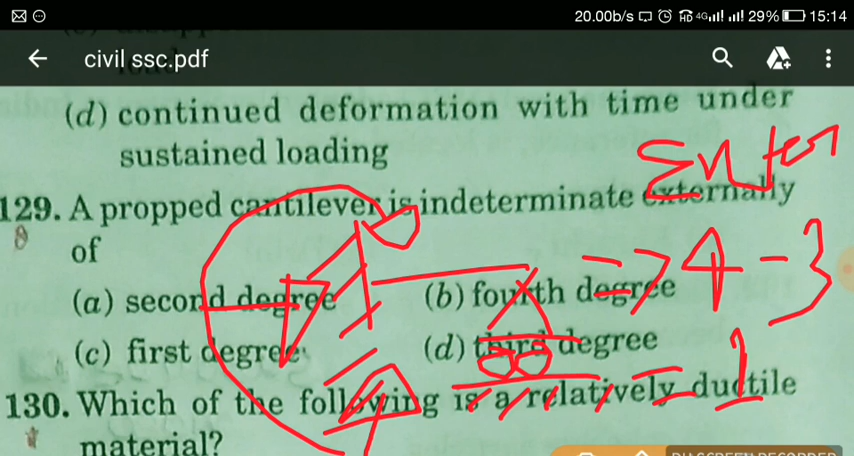 20.00b/s HD 4G 29% 15:14
civil ssc.pdf
(d) continued deformation with time under
sustained loading
Enter
129. A propped cantilever is indeterminate externally
of
→ 4 - 3
(a) second degree (b) fourth degree
(c) first degree (d) third degree
= 1
130. Which of the following is a relatively ductile
material?